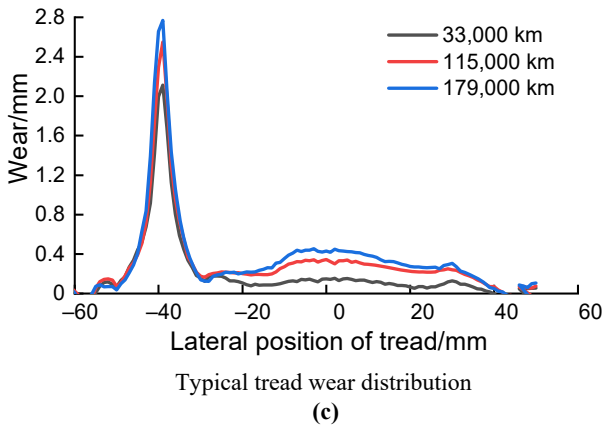 2.8
2.4
2.0
1.6
1.2
0.8
0.4
0
Wear/mm
33,000 km
115,000 km
179,000 km
–60 –40 –20 0 20 40 60
Lateral position of tread/mm
Typical tread wear distribution
(c)